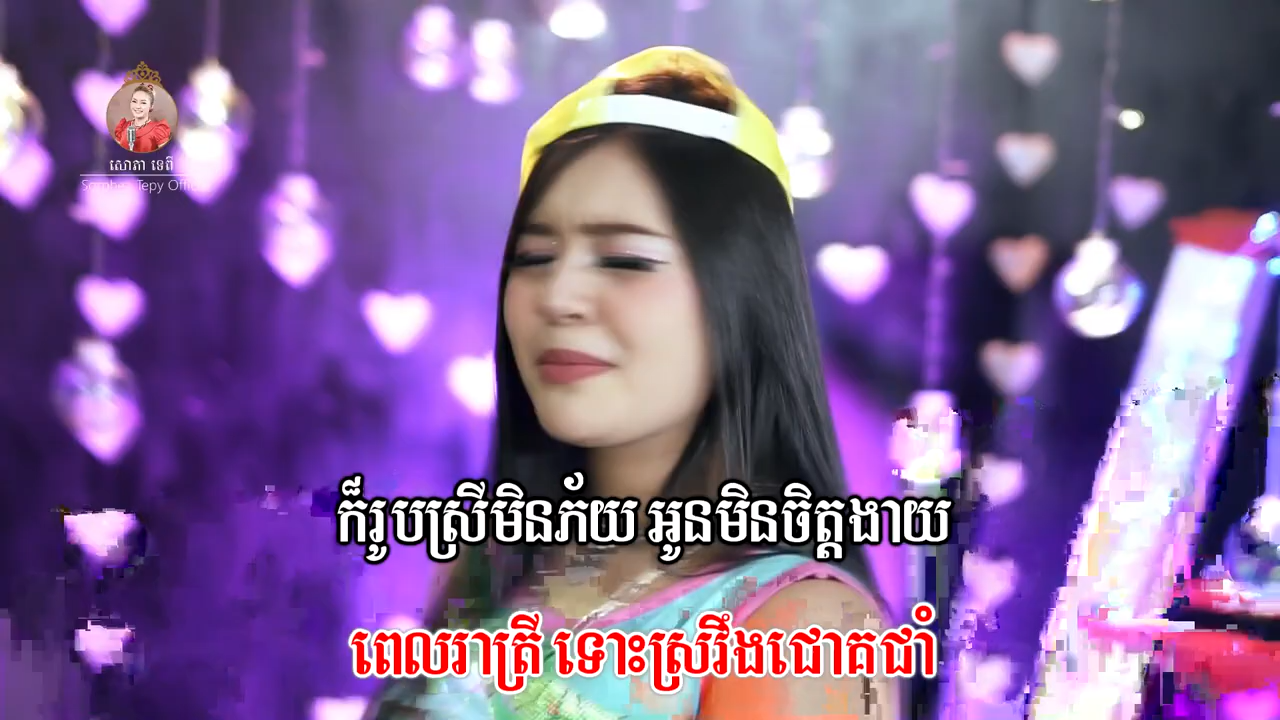 សោភា ទេពី
ក៏រូបស្រីមិនភ័យ អូនមិនចិត្តងាយ
ពេលរាត្រី ទោះស្រវឹងជោគជាំ